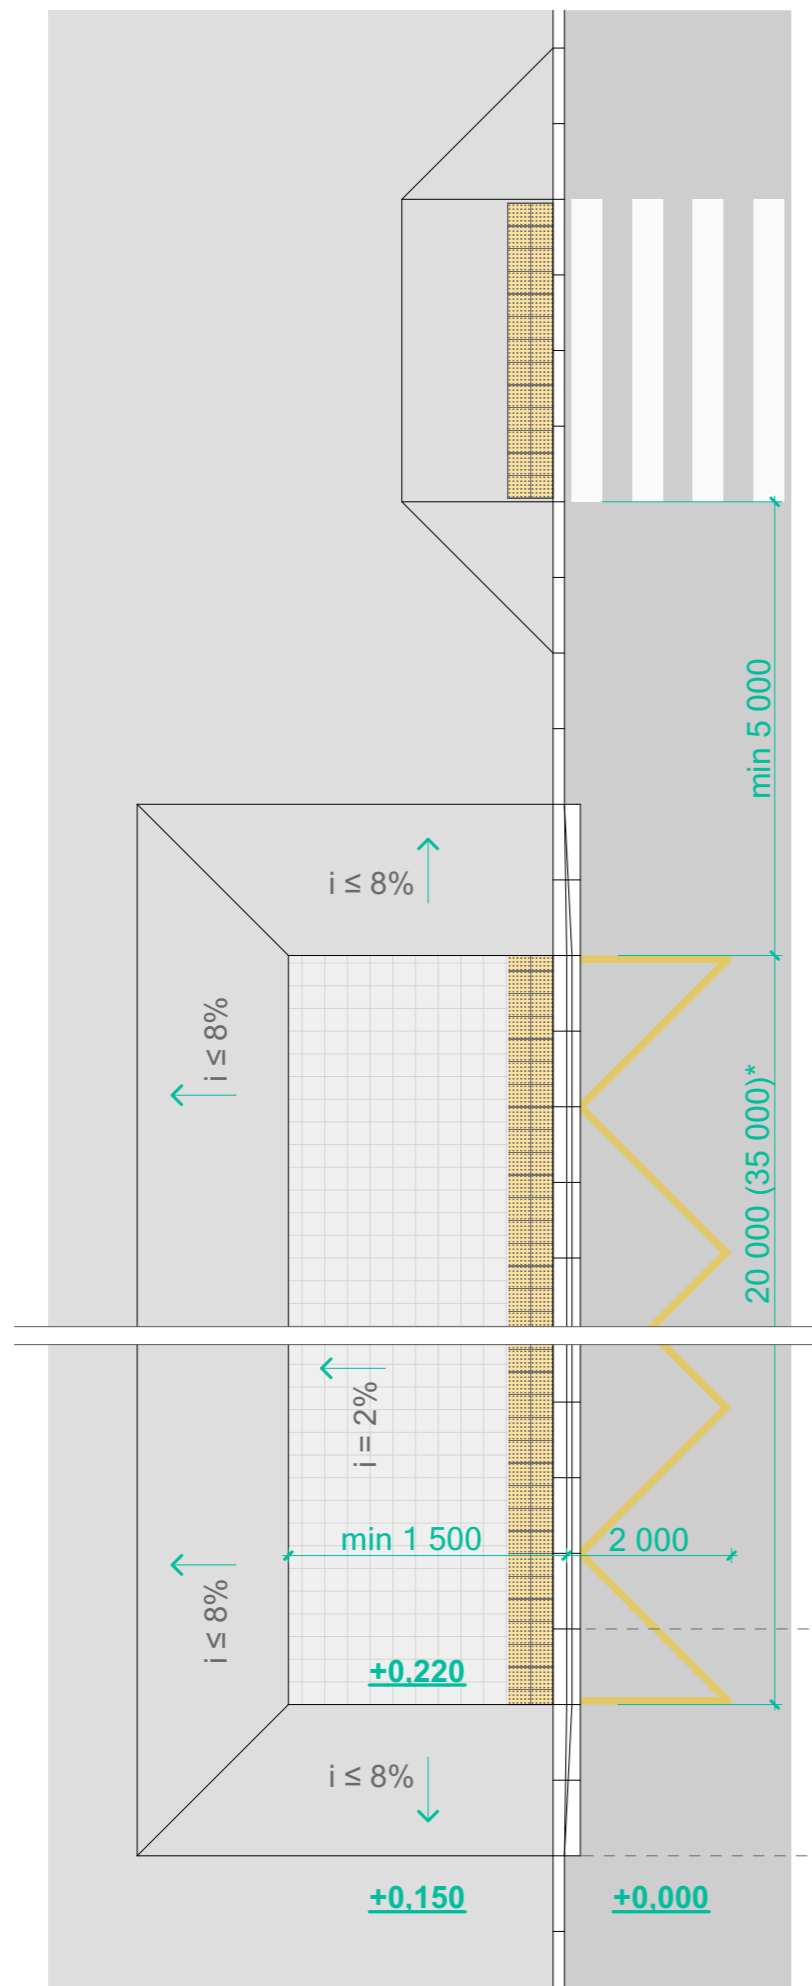 min 5 000
i ≤ 8%
i ≤ 8%
20 000 (35 000)*
i = 2%
min 1 500
2 000
i ≤ 8%
+0,220
i ≤ 8%
+0,150
+0,000